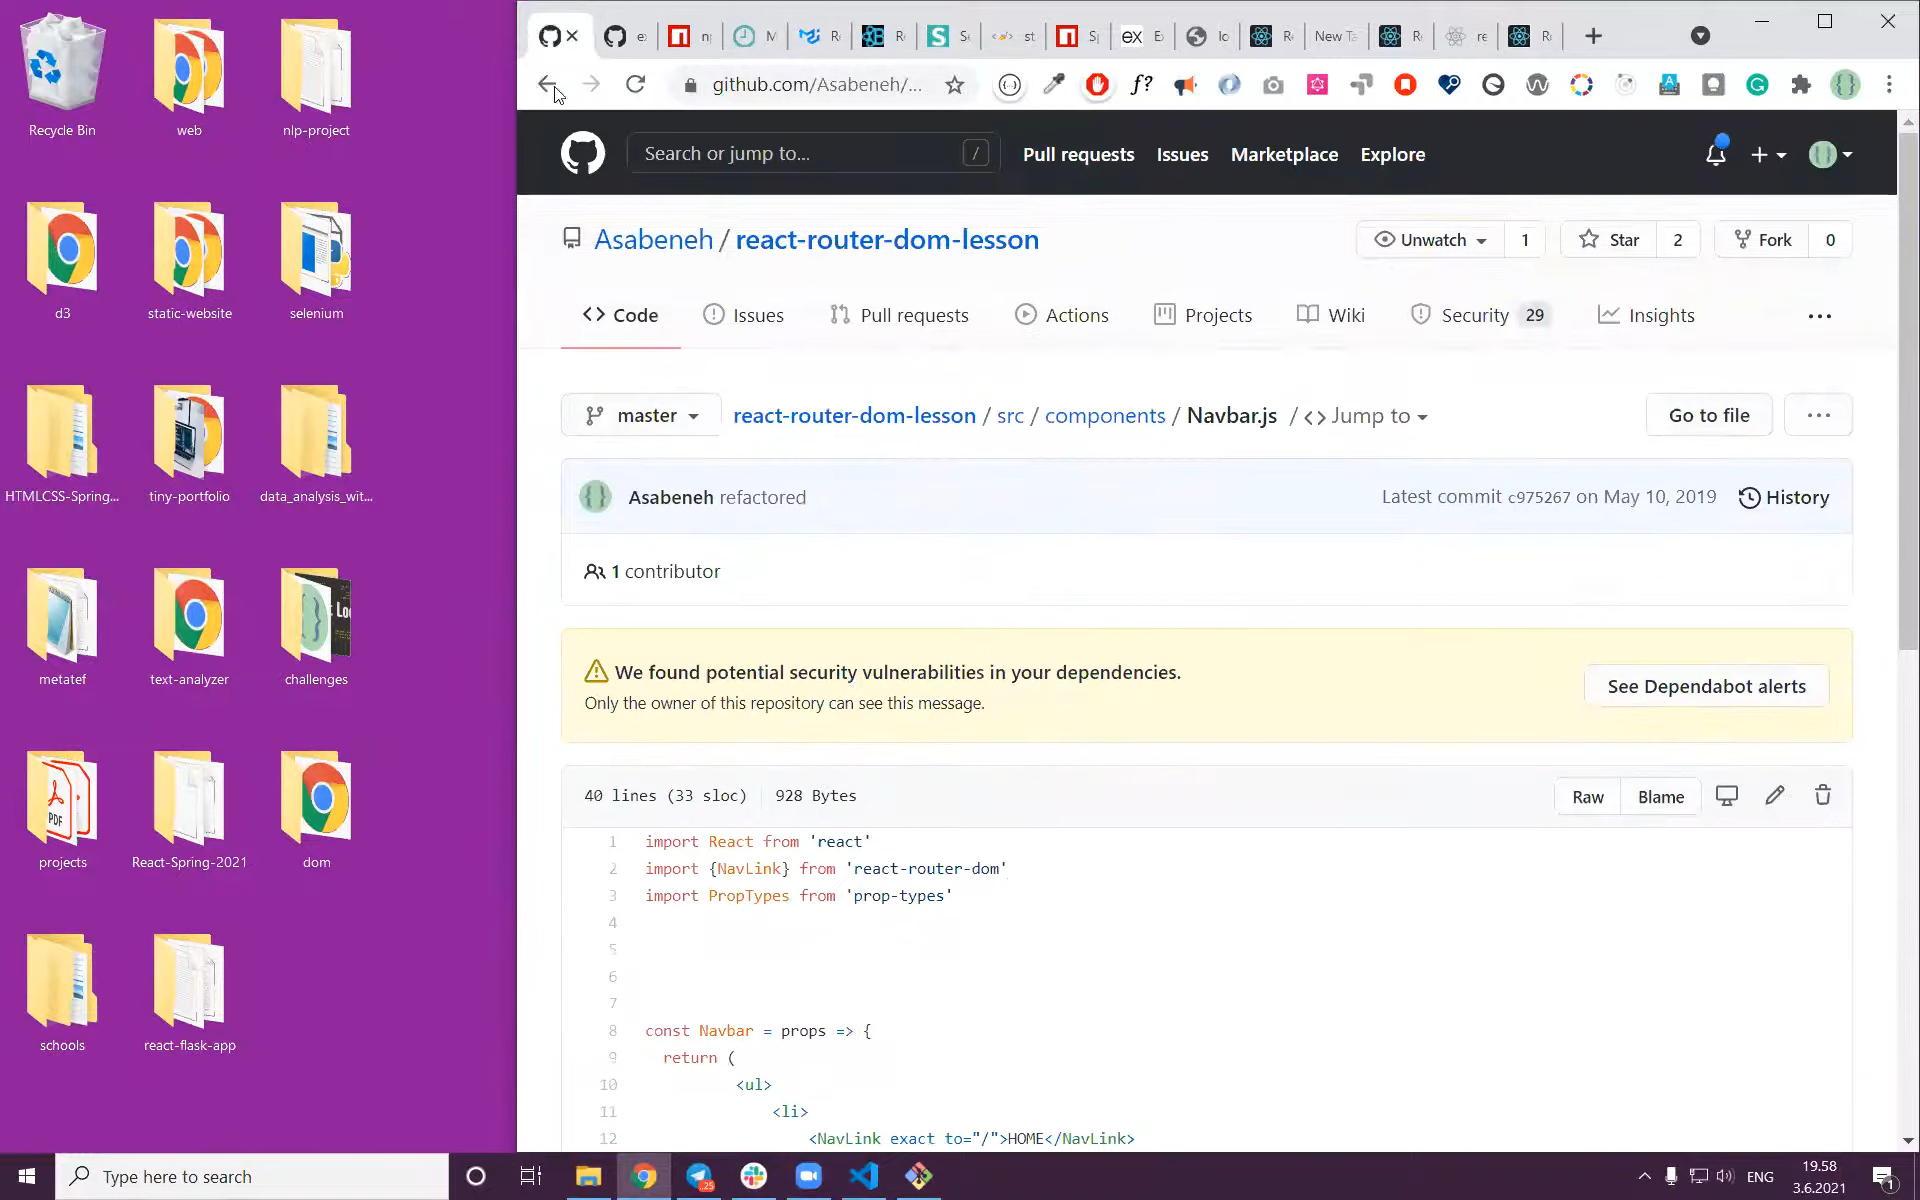 Recycle Bin
web
nlp-project
d3
static-website
selenium
HTMLCSS-Spring...
tiny-portfolio
data_analysis_wit...
metatef
text-analyzer
challenges
projects
React-Spring-2021
dom
schools
react-flask-app
New Ta
github.com/Asabeneh/...
Search or jump to...
/
Pull requests
Issues
Marketplace
Explore
Asabeneh / react-router-dom-lesson
Unwatch 1
Star 2
Fork 0
Code
Issues
Pull requests
Actions
Projects
Wiki
Security 29
Insights
master
react-router-dom-lesson / src / components / Navbar.js / <> Jump to
Go to file
Asabeneh refactored
Latest commit c975267 on May 10, 2019
History
1 contributor
We found potential security vulnerabilities in your dependencies.
Only the owner of this repository can see this message.
See Dependabot alerts
40 lines (33 sloc) 928 Bytes
Raw
Blame
1 import React from 'react'
2 import {NavLink} from 'react-router-dom'
3 import PropTypes from 'prop-types'
4
5
6
7
8 const Navbar = props => {
9 return (
10 <ul>
11 <li>
12 <NavLink exact to="/">HOME</NavLink>
Type here to search
ENG
19.58
3.6.2021